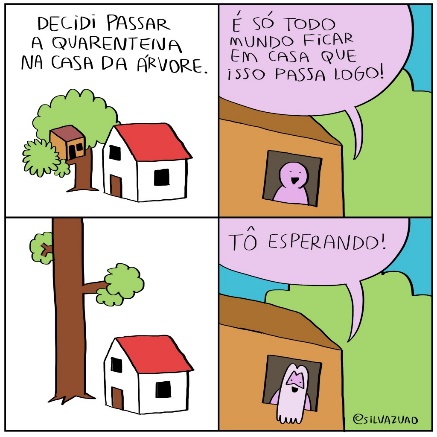 DECIDI PASSAR
A QUARENTENA
NA CASA DA ÁRVORE.
É SÓ TODO
MUNDO FICAR
EM CASA QUE
ISSO PASSA LOGO!
TÔ ESPERANDO!
@SILVAZUAO